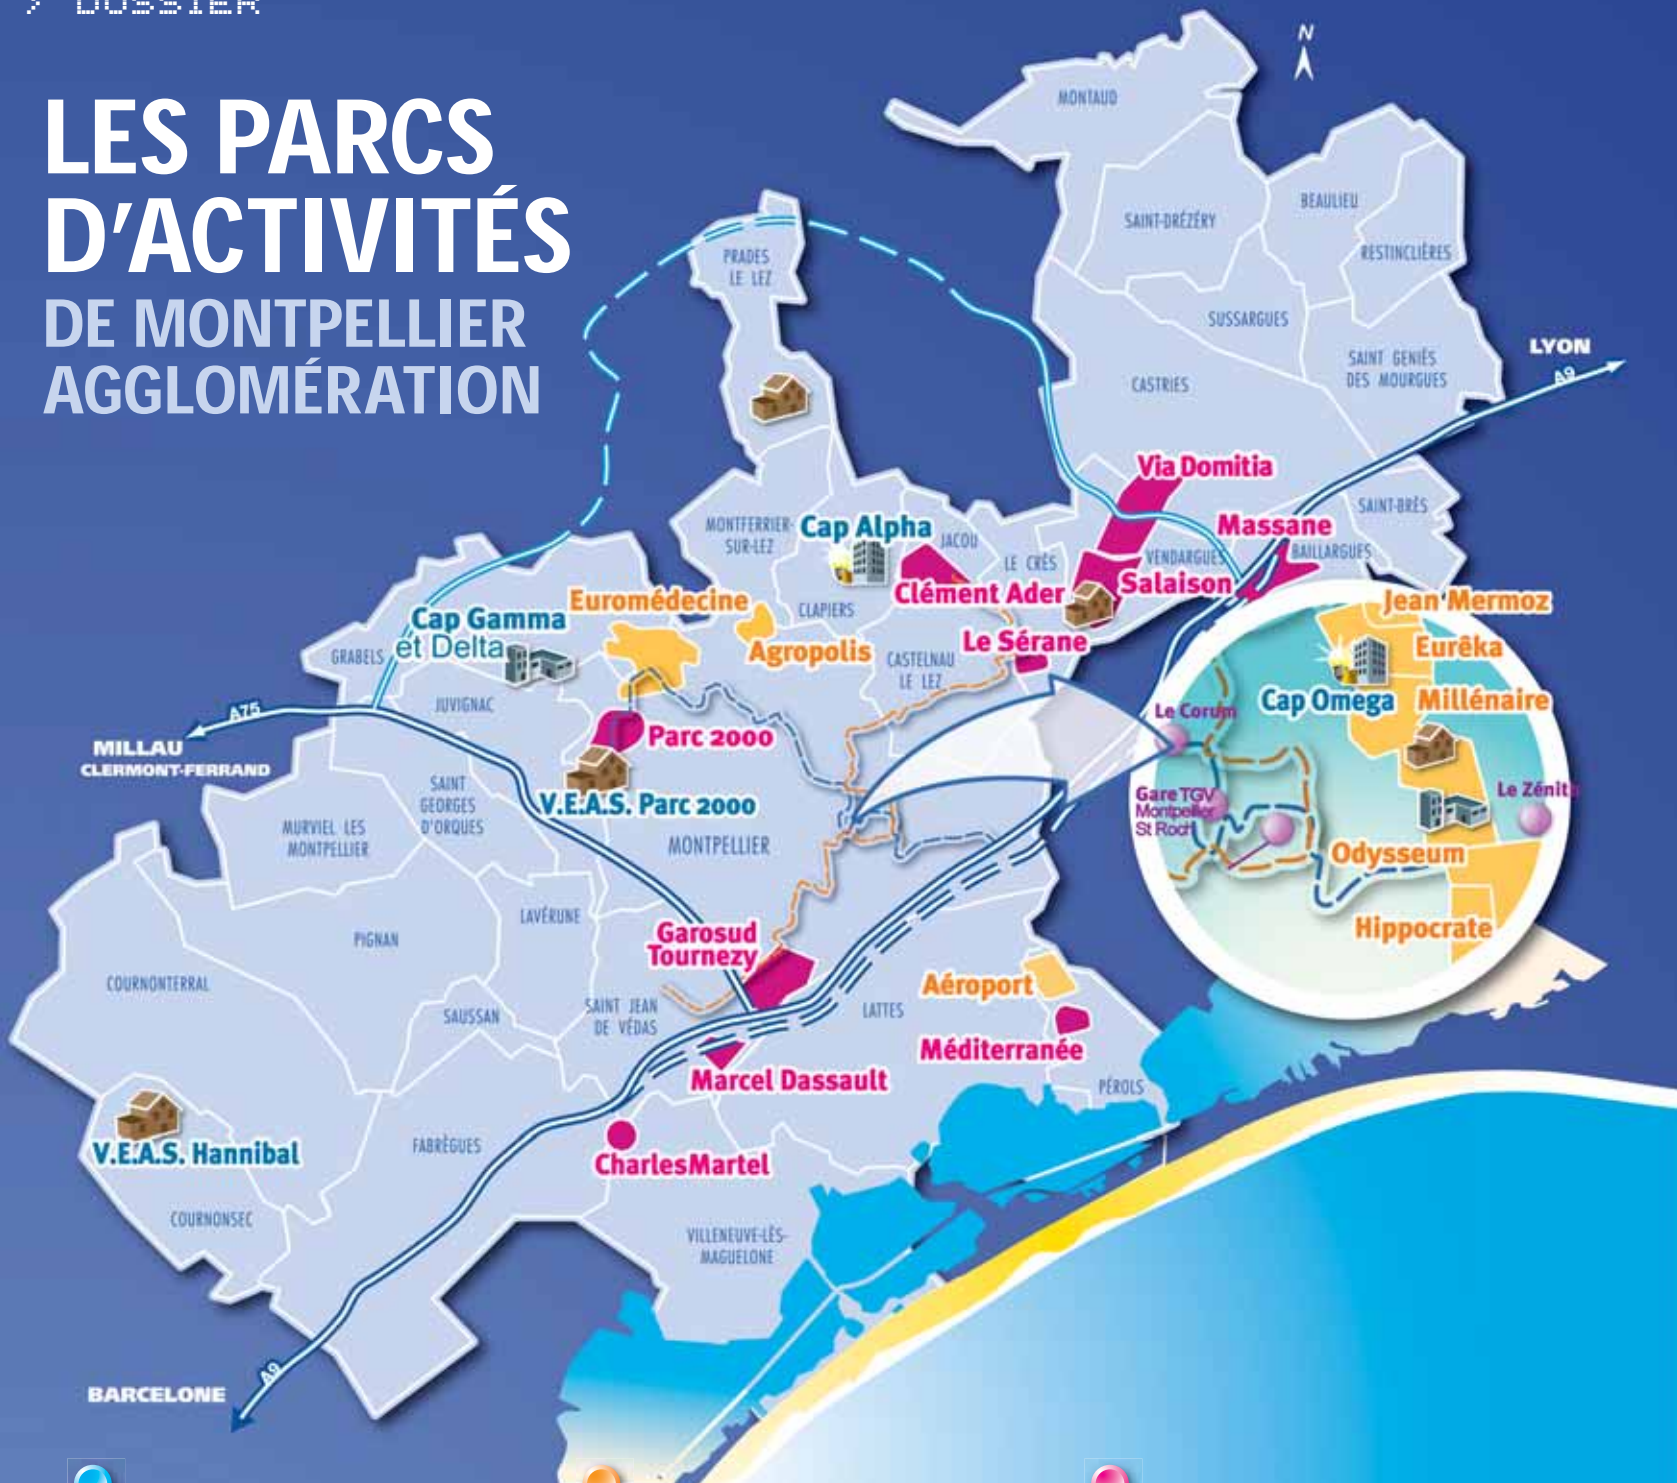 > DOSSIER
LES PARCS
D'ACTIVITÉS
DE MONTPELLIER
AGGLOMÉRATION
N
MONTAUD
BEAULIEU
SAINT-DRÉZÉRY
RESTINCLIÈRES
PRADES
LE LEZ
SUSSARGUES
LYON
A9
SAINT GENIÈS
DES MOURGUES
CASTRIES
Via Domitia
SAINT-BRÈS
MONTFERRIER-
SUR-LEZ
Cap Alpha
JACOU
Massane
BAILLARGUES
LE CRÈS
VENDARGUES
Salaison
Clément Ader
Euromédecine
CLAPIERS
Jean Mermoz
Cap Gamma
et Delta
Agropolis
Le Sérane
Eurêka
GRABELS
CASTELNAU
LE LEZ
JUVIGNAC
Cap Omega
Millénaire
A75
Le Corum
MILLAU
CLERMONT-FERRAND
Parc 2000
SAINT
GEORGES
D'ORQUES
V.E.A.S. Parc 2000
Gare TGV
Montpellier
St Roch
Le Zénith
MURVIEL LES
MONTPELLIER
MONTPELLIER
Odysseum
LAVÉRUNE
PIGNAN
Garosud
Tournezy
Hippocrate
COURNONTERRAL
Aéroport
SAUSSAN
SAINT JEAN
DE VÉDAS
LATTES
Méditerranée
Marcel Dassault
PÉROLS
V.E.A.S. Hannibal
FABRÈGUES
CharlesMartel
COURNONSEC
VILLENEUVE-LÈS-
MAGUELONE
A9
BARCELONE